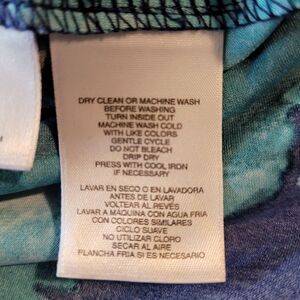 DRY CLEAN OR MACHINE WASH
BEFORE WASHING
TURN INSIDE OUT
MACHINE WASH COLD
WITH LIKE COLORS
GENTLE CYCLE
DO NOT BLEACH
DRIP DRY
PRESS WITH COOL IRON
IF NECESSARY
LAVAR EN SECO O EN LAVADORA
ANTES DE LAVAR
VOLTEAR AL REVÉS
LAVAR A MAQUINA CON AGUA FRIA
CON COLORES SIMILARES
CICLO SUAVE
NO UTILIZAR CLORO
SECAR AL AIRE
PLANCHA FRIA SI ES NECESARIO